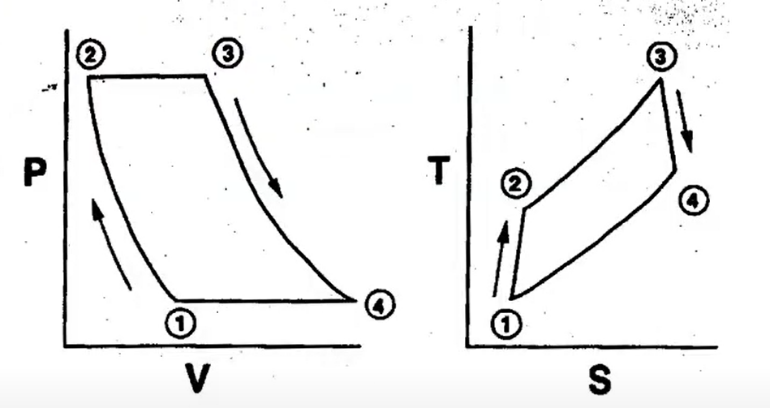 ② ③
P
① ④
V
③
② 
T
④
①
S